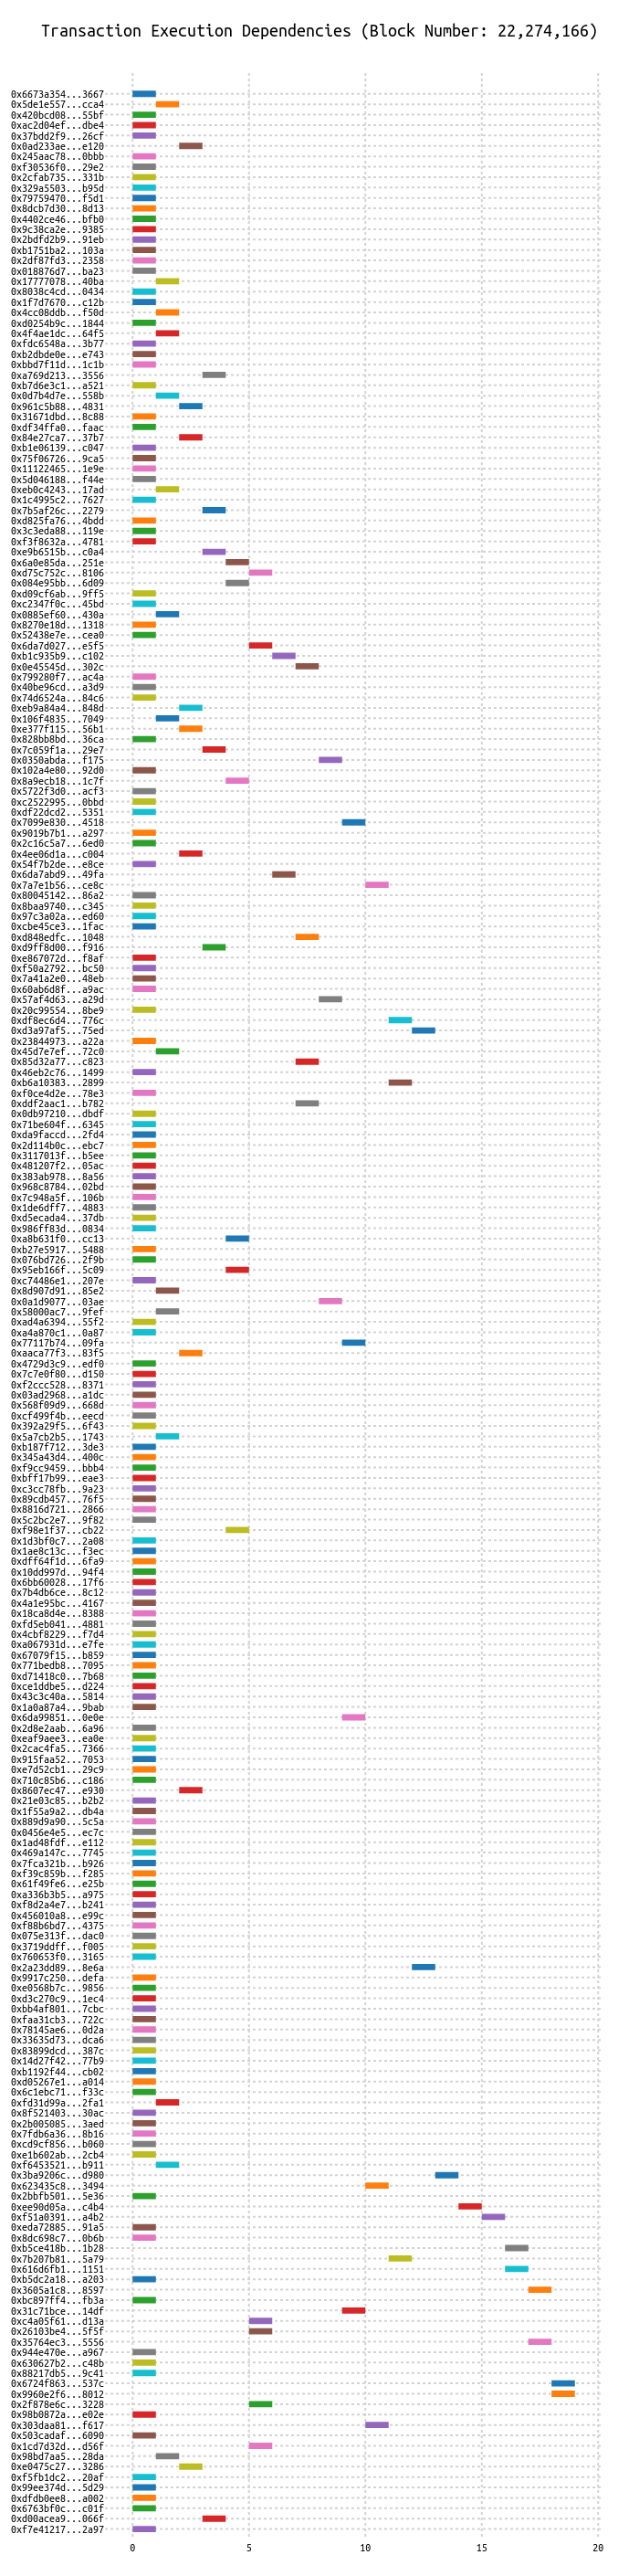 Transaction Execution Dependencies (Block Number: 22,274,166)
0x6673a354...3667
0x5de1e557...cca4
0x420bcd08...55bf
0xac2d04ef...dbe4
0x37bdd2f9...26cf
0x0ad233ae...e120
0x245aac78...0bbb
0xf30536f0...29e2
0x2cfab735...331b
0x329a5503...b95d
0x79759470...f5d1
0x8dcb7d30...8d13
0x4402ce46...bfb0
0x9c38ca2e...9385
0x2bdfd2b9...91eb
0xb1751ba2...103a
0x2df87fd3...2358
0x018876d7...ba23
0x17777078...40ba
0x8038c4cd...0434
0x1f7d7670...c12b
0x4cc08ddb...f50d
0xd0254b9c...1844
0x4f4ae1dc...64f5
0xfdc6548a...3b77
0xb2dbde0e...e743
0xbbd7f11d...1c1b
0xa769d213...3556
0xb7d6e3c1...a521
0x0d7b4d7e...558b
0x961c5b88...4831
0x31671dbd...8c88
0xdf34ffa0...faac
0x84e27ca7...37b7
0xb1e06139...c047
0x75f06726...9ca5
0x11122465...1e9e
0x5d046188...f44e
0xeb0c4243...17ad
0x1c4995c2...7627
0x7b5af26c...2279
0xd825fa76...4bdd
0x3c3eda88...119e
0xf3f8632a...4781
0xe9b6515b...c0a4
0x6a0e85da...251e
0xd75c752c...8106
0x084e95bb...6d09
0xd09cf6ab...9ff5
0xc2347f0c...45bd
0x0885ef60...430a
0x8270e18d...1318
0x52438e7e...cea0
0x6da7d027...e5f5
0xb1c935b9...c102
0x0e45545d...302c
0x799280f7...ac4a
0x40be96cd...a3d9
0x74d6524a...84c6
0xeb9a84a4...848d
0x106f4835...7049
0xe377f115...56b1
0x828bb8bd...36ca
0x7c059f1a...29e7
0x0350abda...f175
0x102a4e80...92d0
0x8a9ecb18...1c7f
0x5722f3d0...acf3
0xc2522995...0bbd
0xdf22dcd2...5351
0x7099e830...4518
0x9019b7b1...a297
0x2c16c5a7...6ed0
0x4ee06d1a...c004
0x54f7b2de...e8ce
0x6da7abd9...49fa
0x7a7e1b56...ce8c
0x80045142...86a2
0x8baa9740...c345
0x97c3a02a...ed60
0xcbe45ce3...1fac
0xd848edfc...1048
0xd9ff8d00...f916
0xe867072d...f8af
0xf50a2792...bc50
0x7a41a2e0...48eb
0x60ab6d8f...a9ac
0x57af4d63...a29d
0x20c99554...8be9
0xdf8ec6d4...776c
0xd3a97af5...75ed
0x23844973...a22a
0x45d7e7ef...72c0
0x85d32a77...c823
0x46eb2c76...1499
0xb6a10383...2899
0xf0ce4d2e...78e3
0xddf2aac1...b782
0x0db97210...dbdf
0x71be604f...6345
0xda9faccd...2fd4
0x2d114b0c...ebc7
0x3117013f...b5ee
0x481207f2...05ac
0x383ab978...8a56
0x968c8784...02bd
0x7c948a5f...106b
0x1de6dff7...4883
0xd5ecada4...37db
0x986ff83d...0834
0xa8b631f0...cc13
0xb27e5917...5488
0x076bd726...2f9b
0x95eb166f...5c09
0xc74486e1...207e
0x8d907d91...85e2
0x0a1d9077...03ae
0x58000ac7...9fef
0xad4a6394...55f2
0xa4a870c1...0a87
0x77117b74...09fa
0xaaca77f3...83f5
0x4729d3c9...edf0
0x7c7e0f80...d150
0xf2ccc528...8371
0x03ad2968...a1dc
0x568f09d9...668d
0xcf499f4b...eecd
0x392a29f5...6f43
0x5a7cb2b5...1743
0xb187f712...3de3
0x345a43d4...400c
0xf9cc9459...bbb4
0xbff17b99...eae3
0xc3cc78fb...9a23
0x89cdb457...76f5
0x8816d721...2866
0x5c2bc2e7...9f82
0xf98e1f37...cb22
0x1d3bf0c7...2a08
0x1ae8c13c...f3ec
0xdff64f1d...6fa9
0x10dd997d...94f4
0x6bb60028...17f6
0x7b4db6ce...8c12
0x4a1e95bc...4167
0x18ca8d4e...8388
0xfd5eb041...4881
0x4cbf8229...f7d4
0xa067931d...e7fe
0x67079f15...b859
0x771bedb8...7095
0xd71418c0...7b68
0xce1ddbe5...d224
0x43c3c40a...5814
0x1a0a87a4...9bab
0x6da99851...0e0e
0x2d8e2aab...6a96
0xeaf9aee3...ea0e
0x2cac4fa5...7366
0x915faa52...7053
0xe7d52cb1...29c9
0x710c85b6...c186
0x8607ec47...e930
0x21e03c85...b2b2
0x1f55a9a2...db4a
0x889d9a90...5c5a
0x0456e4e5...ec7c
0x1ad48fdf...e112
0x469a147c...7745
0x7fca321b...b926
0xf39c859b...f285
0x61f49fe6...e25b
0xa336b3b5...a975
0xf8d2a4e7...b241
0x456010a8...e99c
0xf88b6bd7...4375
0x075e313f...dac0
0x3719ddff...f005
0x760653f0...3165
0x2a23dd89...8e6a
0x9917c250...defa
0xe0568b7c...9856
0xd3c270c9...1ec4
0xbb4af801...7cbc
0xfaa31cb3...722c
0x78145ae6...0d2a
0x33635d73...dca6
0x83899dcd...387c
0x14d27f42...77b9
0xb1192f44...cb02
0xd05267e1...a014
0x6c1ebc71...f33c
0xfd31d99a...2fa1
0x8f521403...30ac
0x2b005085...3aed
0x7fdb6a36...8b16
0xcd9cf856...b060
0xe1b602ab...2cb4
0xf6453521...b911
0x3ba9206c...d980
0x623435c8...3494
0x2bbfb501...5e36
0xee90d05a...c4b4
0xf51a0391...a4b2
0xeda72885...91a5
0x8dc698c7...0b6b
0xb5ce418b...1b28
0x7b207b81...5a79
0x616d6fb1...1151
0xb5dc2a18...a203
0x3605a1c8...8597
0xbc897ff4...fb3a
0x31c71bce...14df
0xc4a05f61...d13a
0x26103be4...5f5f
0x35764ec3...5556
0x944e470e...a967
0x630627b2...c48b
0x88217db5...9c41
0x6724f863...537c
0x9960e2f6...8012
0x2f878e6c...3228
0x98b0872a...e02e
0x303daa81...f617
0x503cadaf...6090
0x1cd7d32d...d56f
0x98bd7aa5...28da
0xe0475c27...3286
0xf5fb1dc2...20af
0x99ee374d...5d29
0xdfdb0ee8...a002
0x6763bf0c...c01f
0xd00acea9...066f
0xf7e41217...2a97
0 5 10 15 20